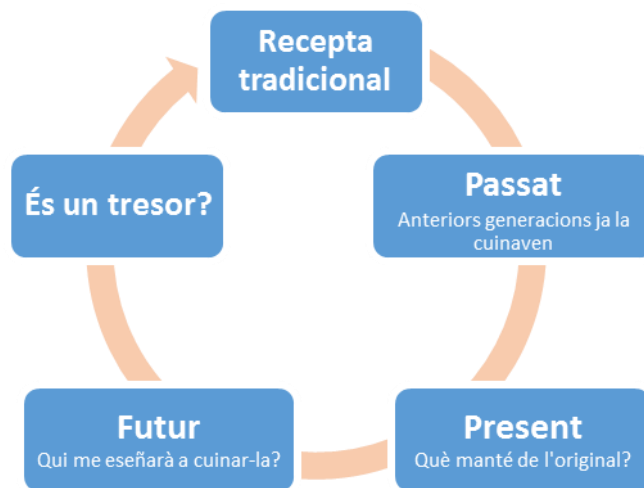 Recepta
tradicional
Passat
Anteriors generacions ja la
cuinaven
Present
Què manté de l'original?
Futur
Qui me eseñarà a cuinar-la?
És un tresor?